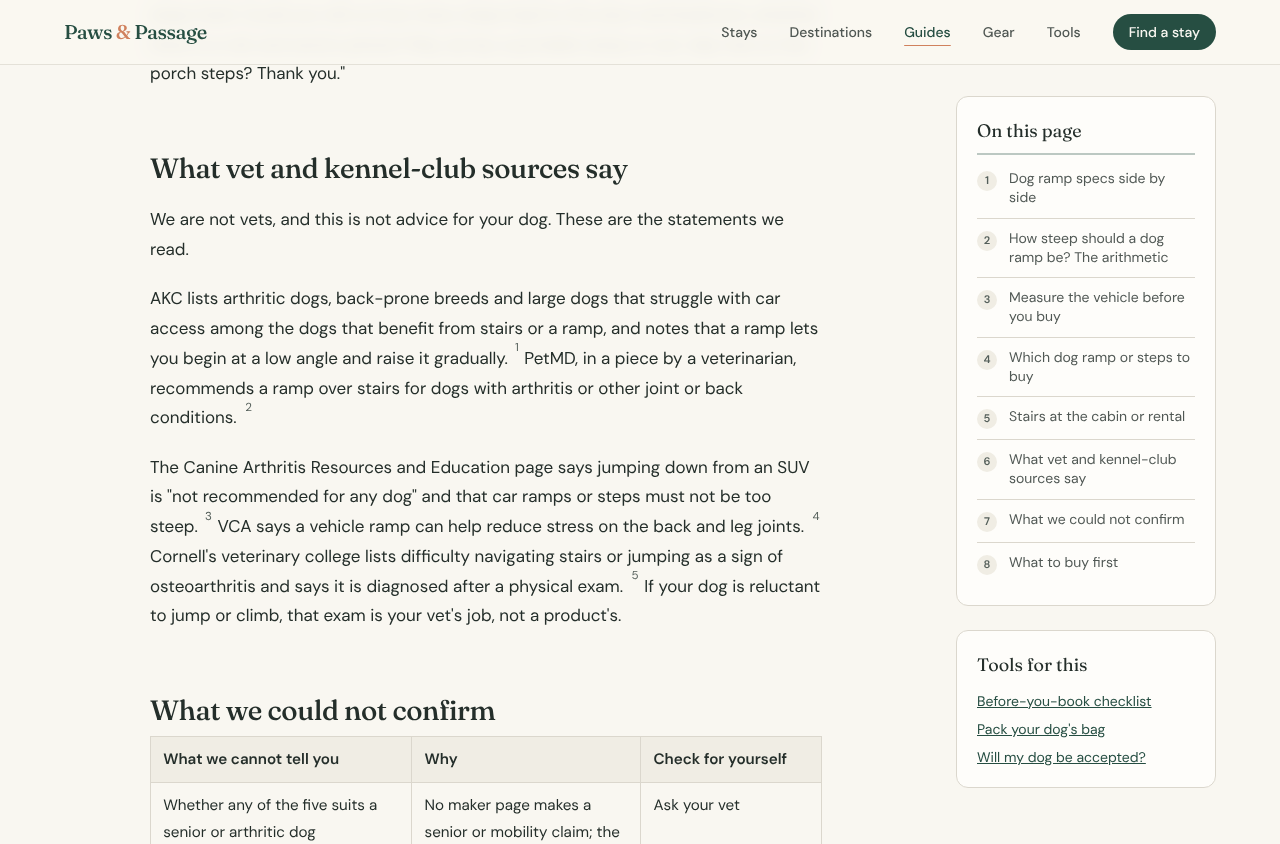 Paws & Passage
Stays
Destinations
Guides
Gear
Tools
Find a stay
porch steps? Thank you."
What vet and kennel-club sources say
We are not vets, and this is not advice for your dog. These are the statements we
read.
AKC lists arthritic dogs, back-prone breeds and large dogs that struggle with car
access among the dogs that benefit from stairs or a ramp, and notes that a ramp lets
you begin at a low angle and raise it gradually. 1 PetMD, in a piece by a veterinarian,
recommends a ramp over stairs for dogs with arthritis or other joint or back
conditions. 2
The Canine Arthritis Resources and Education page says jumping down from an SUV
is "not recommended for any dog" and that car ramps or steps must not be too
steep. 3 VCA says a vehicle ramp can help reduce stress on the back and leg joints. 4
Cornell's veterinary college lists difficulty navigating stairs or jumping as a sign of
osteoarthritis and says it is diagnosed after a physical exam. 5 If your dog is reluctant
to jump or climb, that exam is your vet's job, not a product's.
What we could not confirm
What we cannot tell you
Why
Check for yourself
Whether any of the five suits a
senior or arthritic dog
No maker page makes a
senior or mobility claim; the
Ask your vet
On this page
1 Dog ramp specs side by
side
2 How steep should a dog
ramp be? The arithmetic
3 Measure the vehicle before
you buy
4 Which dog ramp or steps to
buy
5 Stairs at the cabin or rental
6 What vet and kennel-club
sources say
7 What we could not confirm
8 What to buy first
Tools for this
Before-you-book checklist
Pack your dog's bag
Will my dog be accepted?